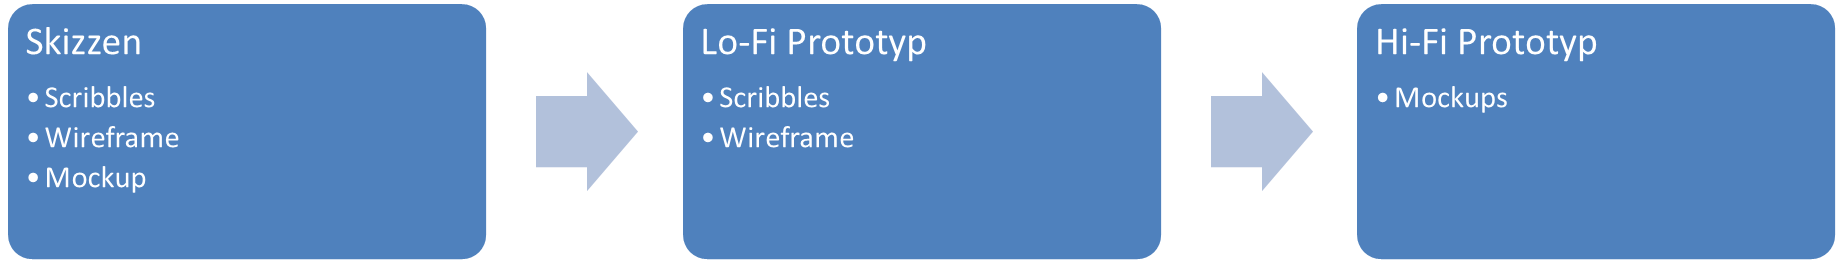 Skizzen
• Scribbles
• Wireframe
• Mockup
Lo-Fi Prototyp
• Scribbles
• Wireframe
Hi-Fi Prototyp
• Mockups